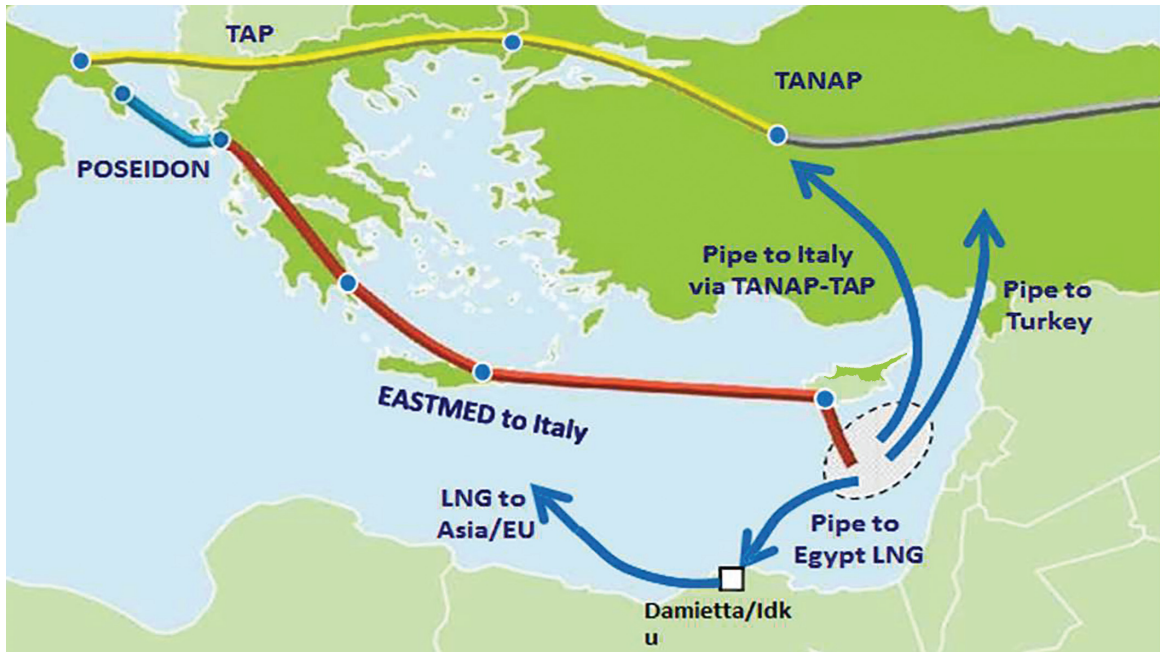 TAP
TANAP
POSEIDON
Pipe to Italy
via TANAP-TAP
Pipe to
Turkey
EASTMED to Italy
LNG to
Asia/EU
Pipe to
Egypt LNG
Damietta/Idk
u